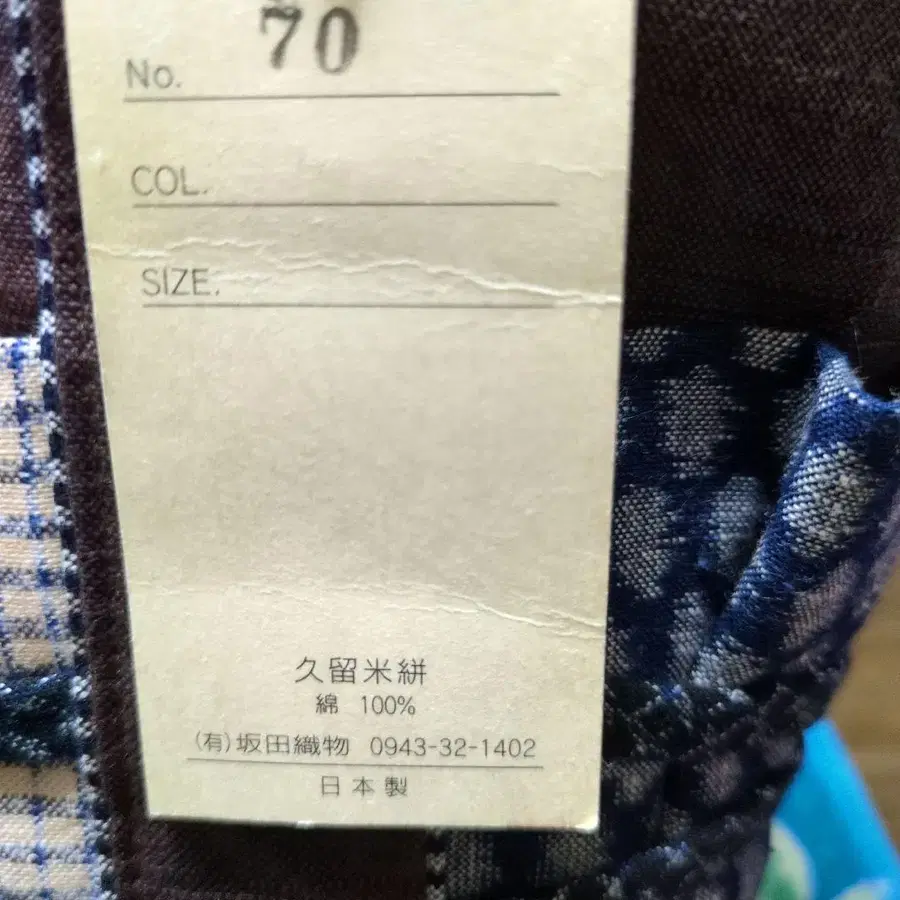 No. 70
COL.
SIZE.
久留米絣
綿 100%
(有)坂田織物 0943-32-1402
日本製